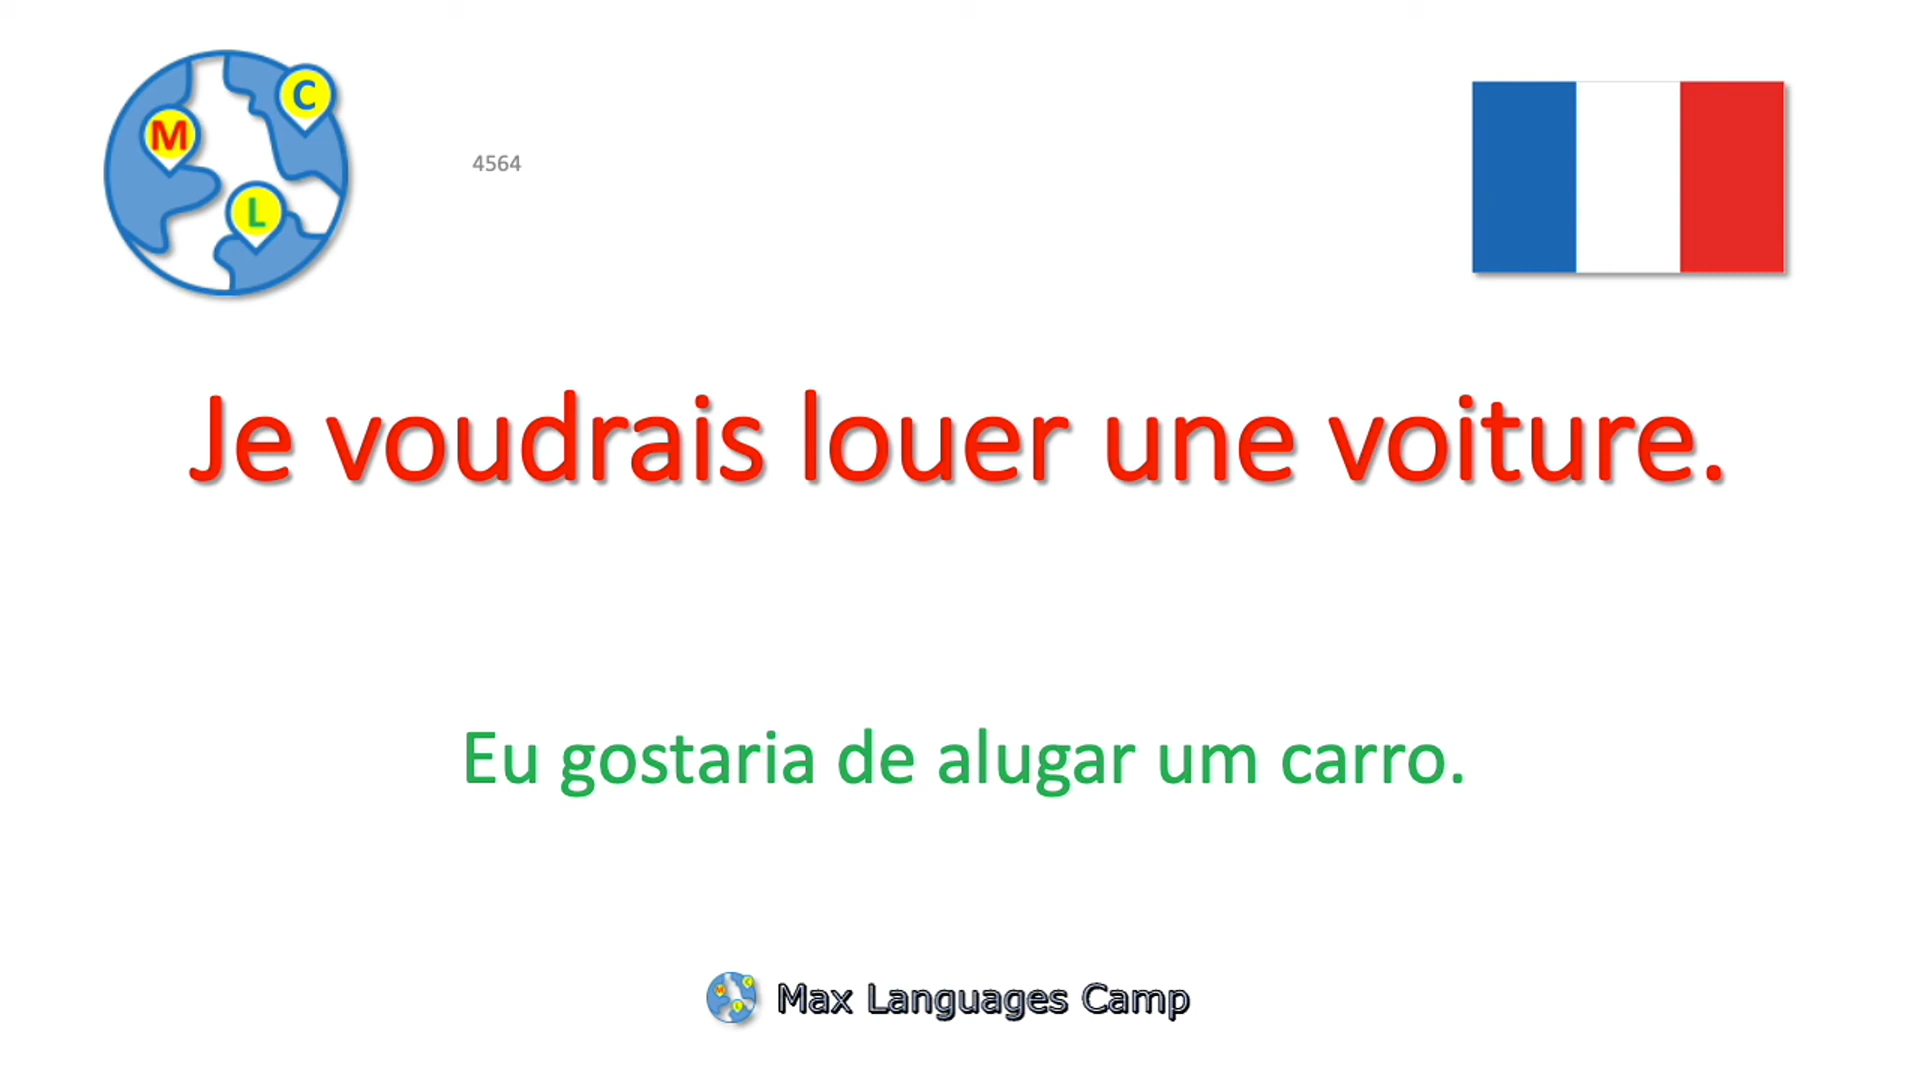 M
C
L
4564
Je voudrais louer une voiture.
Eu gostaria de alugar um carro.
Max Languages Camp